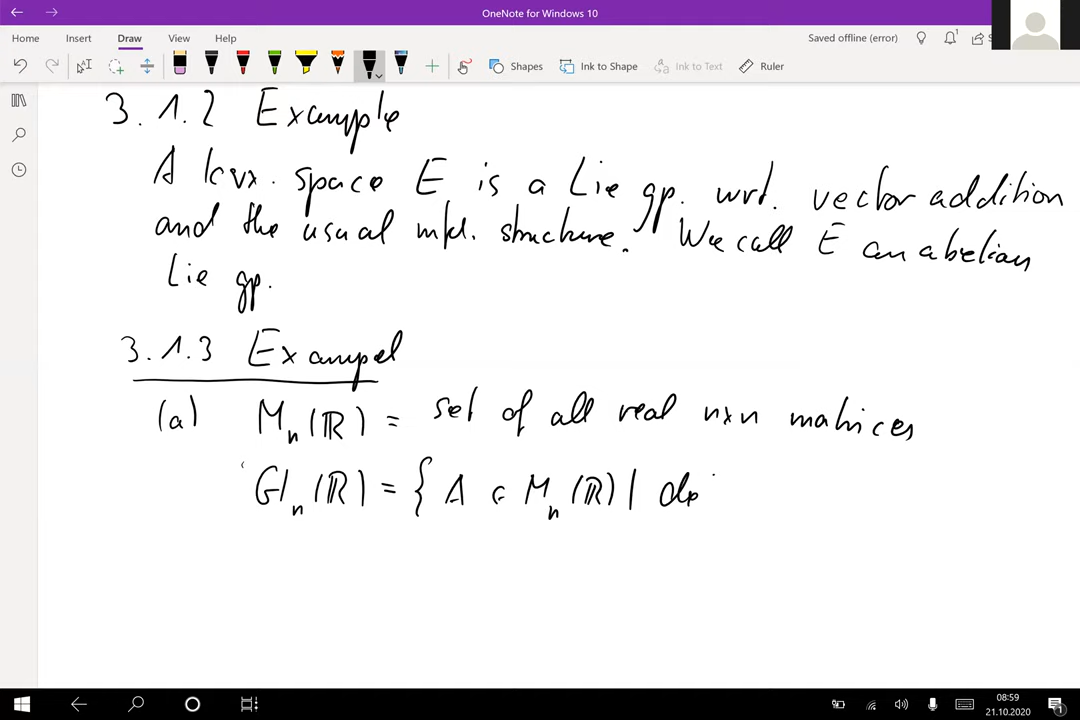 OneNote for Windows 10
Home Insert Draw View Help Saved offline (error)
Shapes Ink to Shape Ink to Text Ruler
3.1.2 Example
A lcvx. space E is a Lie gp. wrt. vector addition
and the usual mfd. structure. We call E an abelian
Lie gp.
3.1.3 Exampel
(a) Mn(ℝ) = set of all real n×n matrices
Gln(ℝ) = { A ∈ Mn(ℝ) | de
08:59
21.10.2020